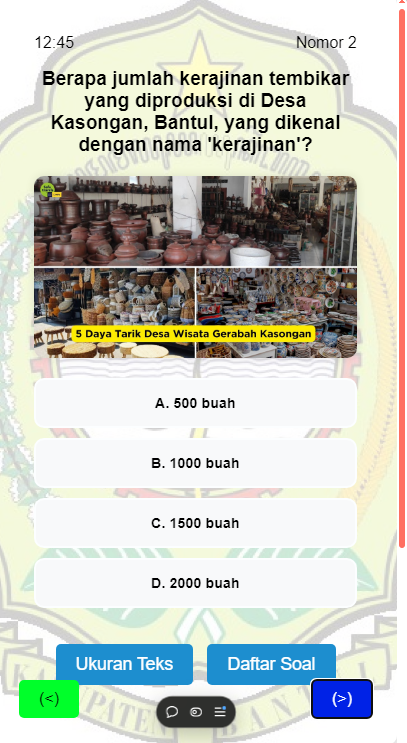 12:45 Nomor 2
Berapa jumlah kerajinan tembikar
yang diproduksi di Desa
Kasongan, Bantul, yang dikenal
dengan nama 'kerajinan'?
5 Daya Tarik Desa Wisata Gerabah Kasongan
A. 500 buah
B. 1000 buah
C. 1500 buah
D. 2000 buah
Ukuran Teks Daftar Soal
(<) (>)